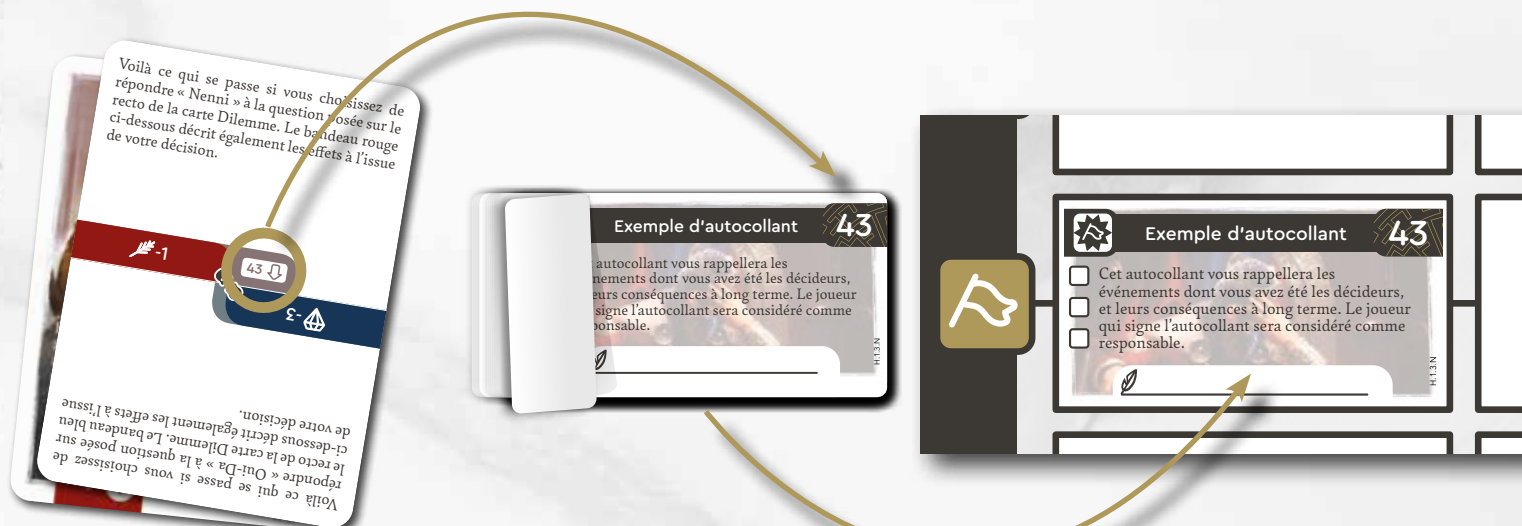 Voilà ce qui se passe si vous choisissez de
répondre « Nenni » à la question posée sur le
recto de la carte Dilemme. Le bandeau rouge
ci-dessous décrit également les effets à l'issue
de votre décision.
-1
43
-3
Voilà ce qui se passe si vous choisissez de
répondre « Oui-Da » à la question posée sur
le recto de la carte Dilemme. Le bandeau bleu
ci-dessous décrit également les effets à l'issue
de votre décision.
Exemple d'autocollant 43
autocollant vous rappellera les
nements dont vous avez été les décideurs,
eurs conséquences à long terme. Le joueur
signe l'autocollant sera considéré comme
ponsable.
H.1.3.N
Exemple d'autocollant 43
Cet autocollant vous rappellera les
événements dont vous avez été les décideurs,
et leurs conséquences à long terme. Le joueur
qui signe l'autocollant sera considéré comme
responsable.
H.1.3.N